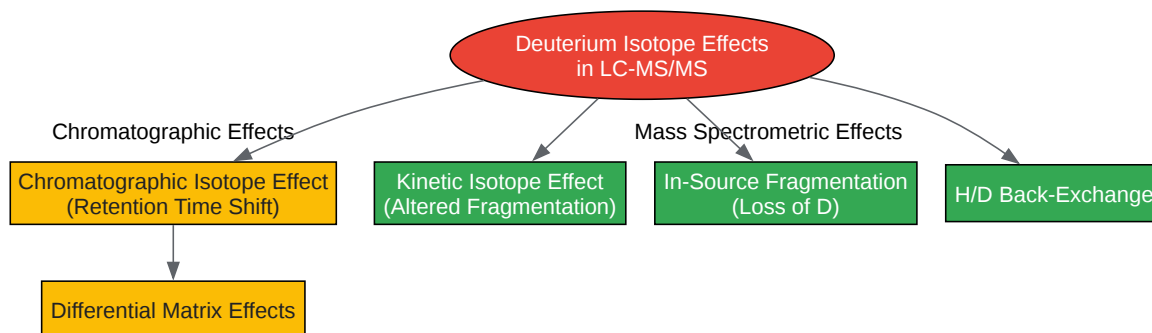 Deuterium Isotope Effects
in LC-MS/MS
Chromatographic Effects
Mass Spectrometric Effects
Chromatographic Isotope Effect
(Retention Time Shift)
Kinetic Isotope Effect
(Altered Fragmentation)
In-Source Fragmentation
(Loss of D)
H/D Back-Exchange
Differential Matrix Effects